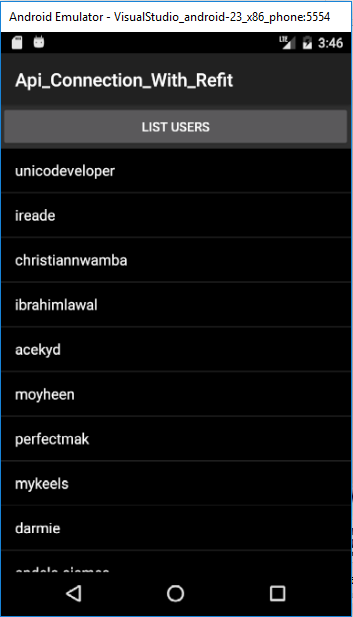 Android Emulator - VisualStudio_android-23_x86_phone:5554
LTE 3:46
Api_Connection_With_Refit
LIST USERS
unicodeveloper
ireade
christiannwamba
ibrahimlawal
acekyd
moyheen
perfectmak
mykeels
darmie